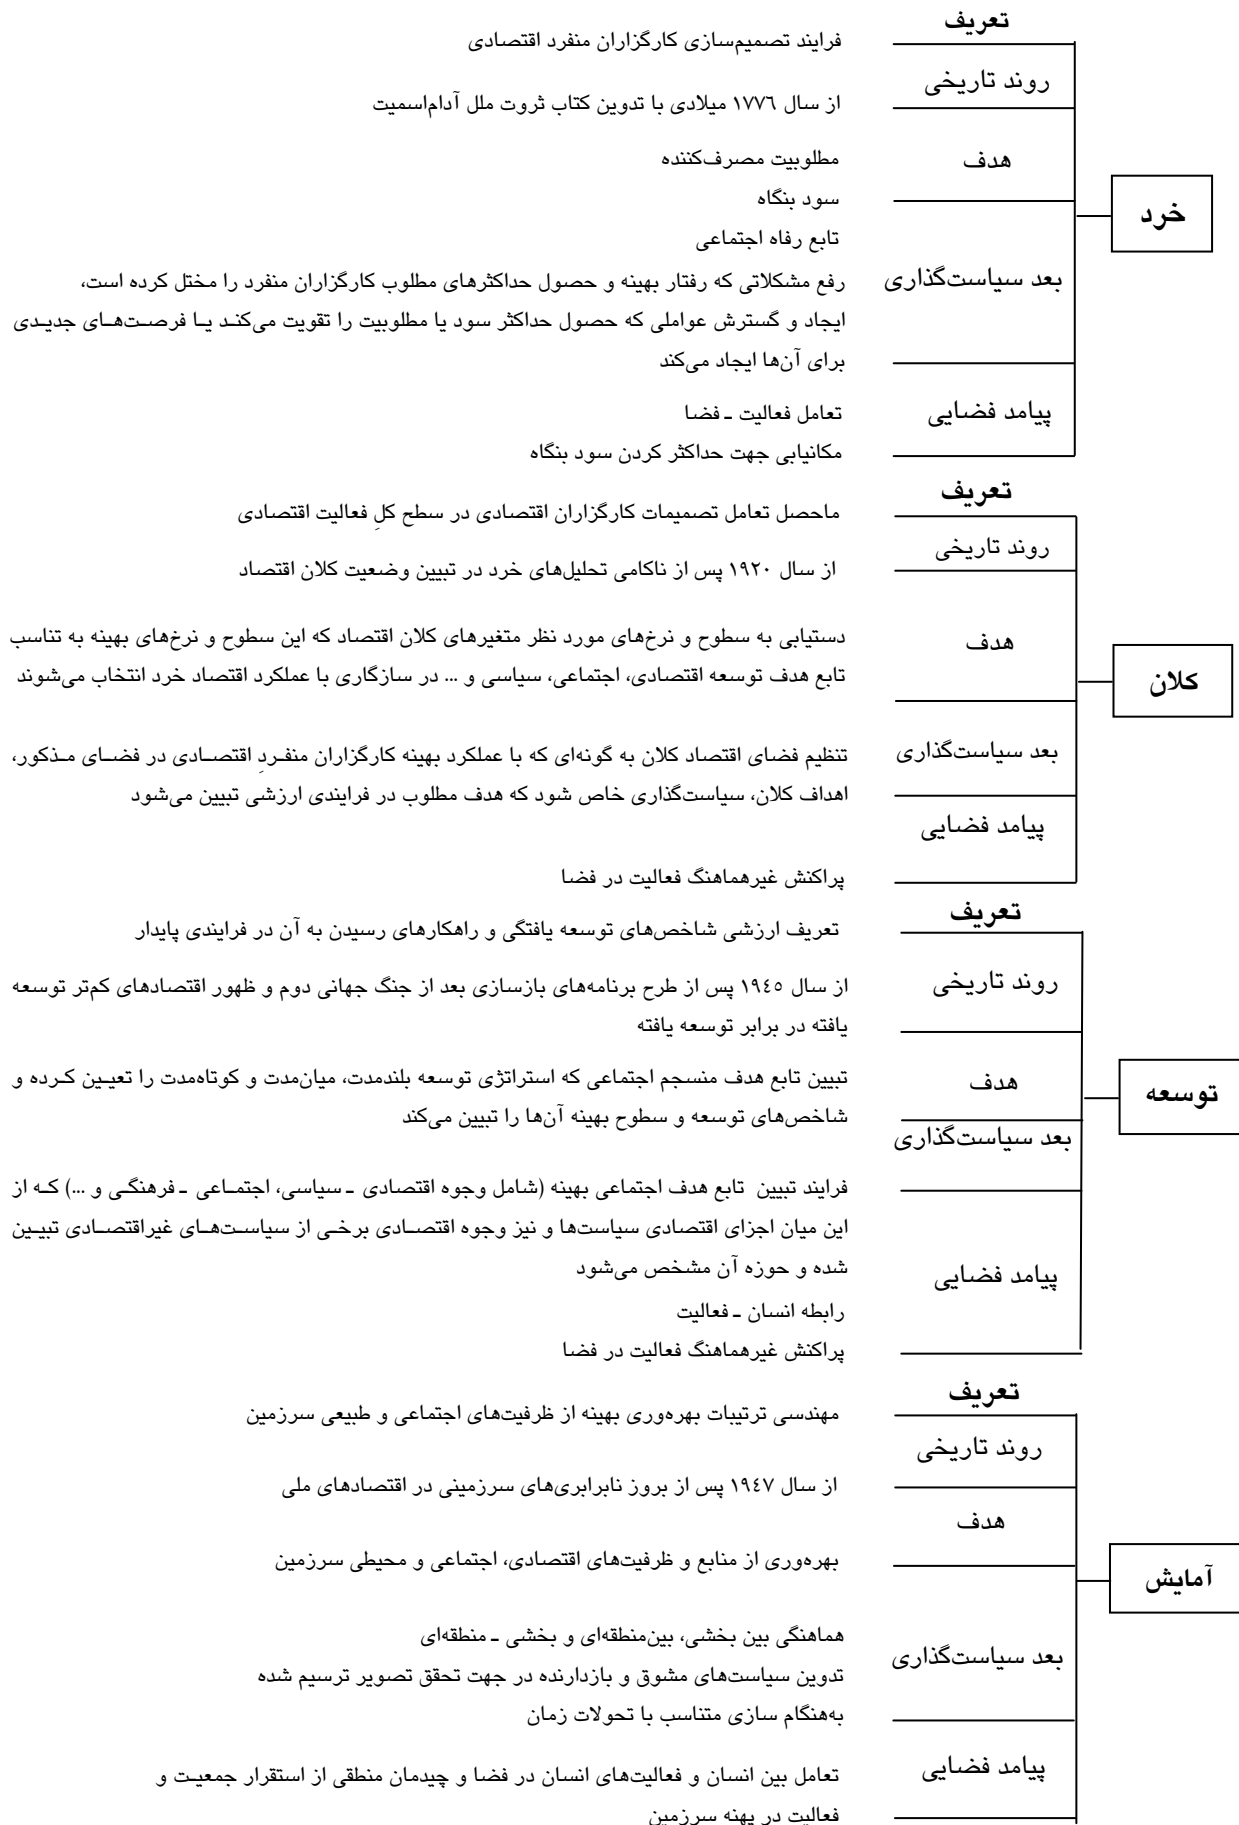 خرد
تعریف
فرایند تصمیم‌سازی کارگزاران منفرد اقتصادی
روند تاریخی
از سال ۱۷۷٦ میلادی با تدوین کتاب ثروت ملل آدام‌اسمیت
هدف
مطلوبیت مصرف‌کننده
سود بنگاه
تابع رفاه اجتماعی
بعد سیاست‌گذاری
رفع مشکلاتی که رفتار بهینه و حصول حداکثرهای مطلوب کارگزاران منفرد را مختل کرده است،
ایجاد و گسترش عواملی که حصول حداکثر سود یا مطلوبیت را تقویت می‌کند یا فرصت‌های جدیدی
برای آن‌ها ایجاد می‌کند
پیامد فضایی
تعامل فعالیت ـ فضا
مکانیابی جهت حداکثر کردن سود بنگاه
کلان
تعریف
ماحصل تعامل تصمیمات کارگزاران اقتصادی در سطح کلِ فعالیت اقتصادی
روند تاریخی
از سال ۱۹۲۰ پس از ناکامی تحلیل‌های خرد در تبیین وضعیت کلان اقتصاد
هدف
دستیابی به سطوح و نرخ‌های مورد نظر متغیرهای کلان اقتصاد که این سطوح و نرخ‌های بهینه به تناسب
تابع هدف توسعه اقتصادی، اجتماعی، سیاسی و ... در سازگاری با عملکرد اقتصاد خرد انتخاب می‌شوند
بعد سیاست‌گذاری
تنظیم فضای اقتصاد کلان به گونه‌ای که با عملکرد بهینه کارگزاران منفردِ اقتصادی در فضای مذکور،
اهداف کلان، سیاست‌گذاری خاص شود که هدف مطلوب در فرایندی ارزشی تبیین می‌شود
پیامد فضایی
پراکنش غیرهماهنگ فعالیت در فضا
توسعه
تعریف
تعریف ارزشی شاخص‌های توسعه یافتگی و راهکارهای رسیدن به آن در فرایندی پایدار
روند تاریخی
از سال ۱۹٤٥ پس از طرح برنامه‌های بازسازی بعد از جنگ جهانی دوم و ظهور اقتصادهای کم‌تر توسعه
یافته در برابر توسعه یافته
هدف
تبیین تابع هدف منسجم اجتماعی که استراتژی توسعه بلندمدت، میان‌مدت و کوتاه‌مدت را تعیین کرده و
شاخص‌های توسعه و سطوح بهینه آن‌ها را تبیین می‌کند
بعد سیاست‌گذاری
فرایند تبیین تابع هدف اجتماعی بهینه (شامل وجوه اقتصادی ـ سیاسی، اجتماعی ـ فرهنگی و ...) که از
این میان اجزای اقتصادی سیاست‌ها و نیز وجوه اقتصادی برخی از سیاست‌های غیراقتصادی تبیین
شده و حوزه آن مشخص می‌شود
پیامد فضایی
رابطه انسان ـ فعالیت
پراکنش غیرهماهنگ فعالیت در فضا
آمایش
تعریف
مهندسی ترتیبات بهره‌وری بهینه از ظرفیت‌های اجتماعی و طبیعی سرزمین
روند تاریخی
از سال ۱۹٤۷ پس از بروز نابرابری‌های سرزمینی در اقتصادهای ملی
هدف
بهره‌وری از منابع و ظرفیت‌های اقتصادی، اجتماعی و محیطی سرزمین
بعد سیاست‌گذاری
هماهنگی بین بخشی، بین‌منطقه‌ای و بخشی ـ منطقه‌ای
تدوین سیاست‌های مشوق و بازدارنده در جهت تحقق تصویر ترسیم شده
به‌هنگام سازی متناسب با تحولات زمان
پیامد فضایی
تعامل بین انسان و فعالیت‌های انسان در فضا و چیدمان منطقی از استقرار جمعیت و
فعالیت در پهنه سرزمین